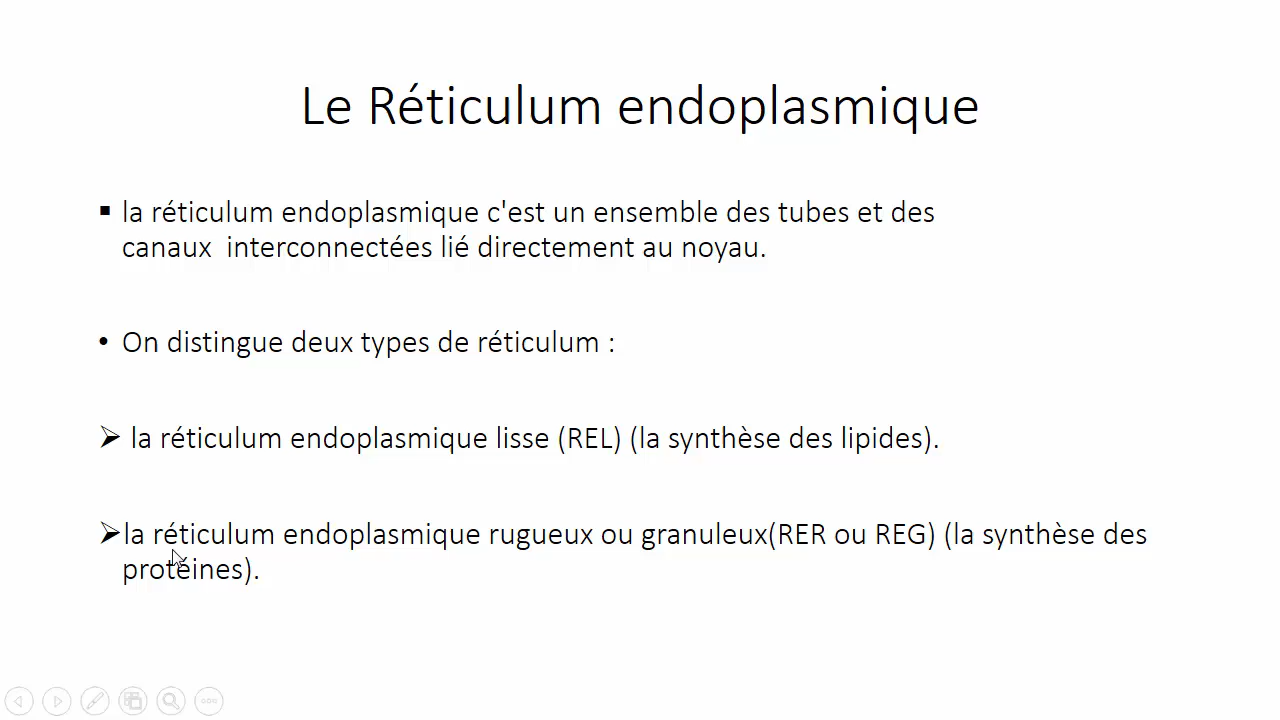 Le Réticulum endoplasmique
▪ la réticulum endoplasmique c'est un ensemble des tubes et des
canaux  interconnectées lié directement au noyau.
• On distingue deux types de réticulum :
➢ la réticulum endoplasmique lisse (REL) (la synthèse des lipides).
➢la réticulum endoplasmique rugueux ou granuleux(RER ou REG) (la synthèse des
protéines).